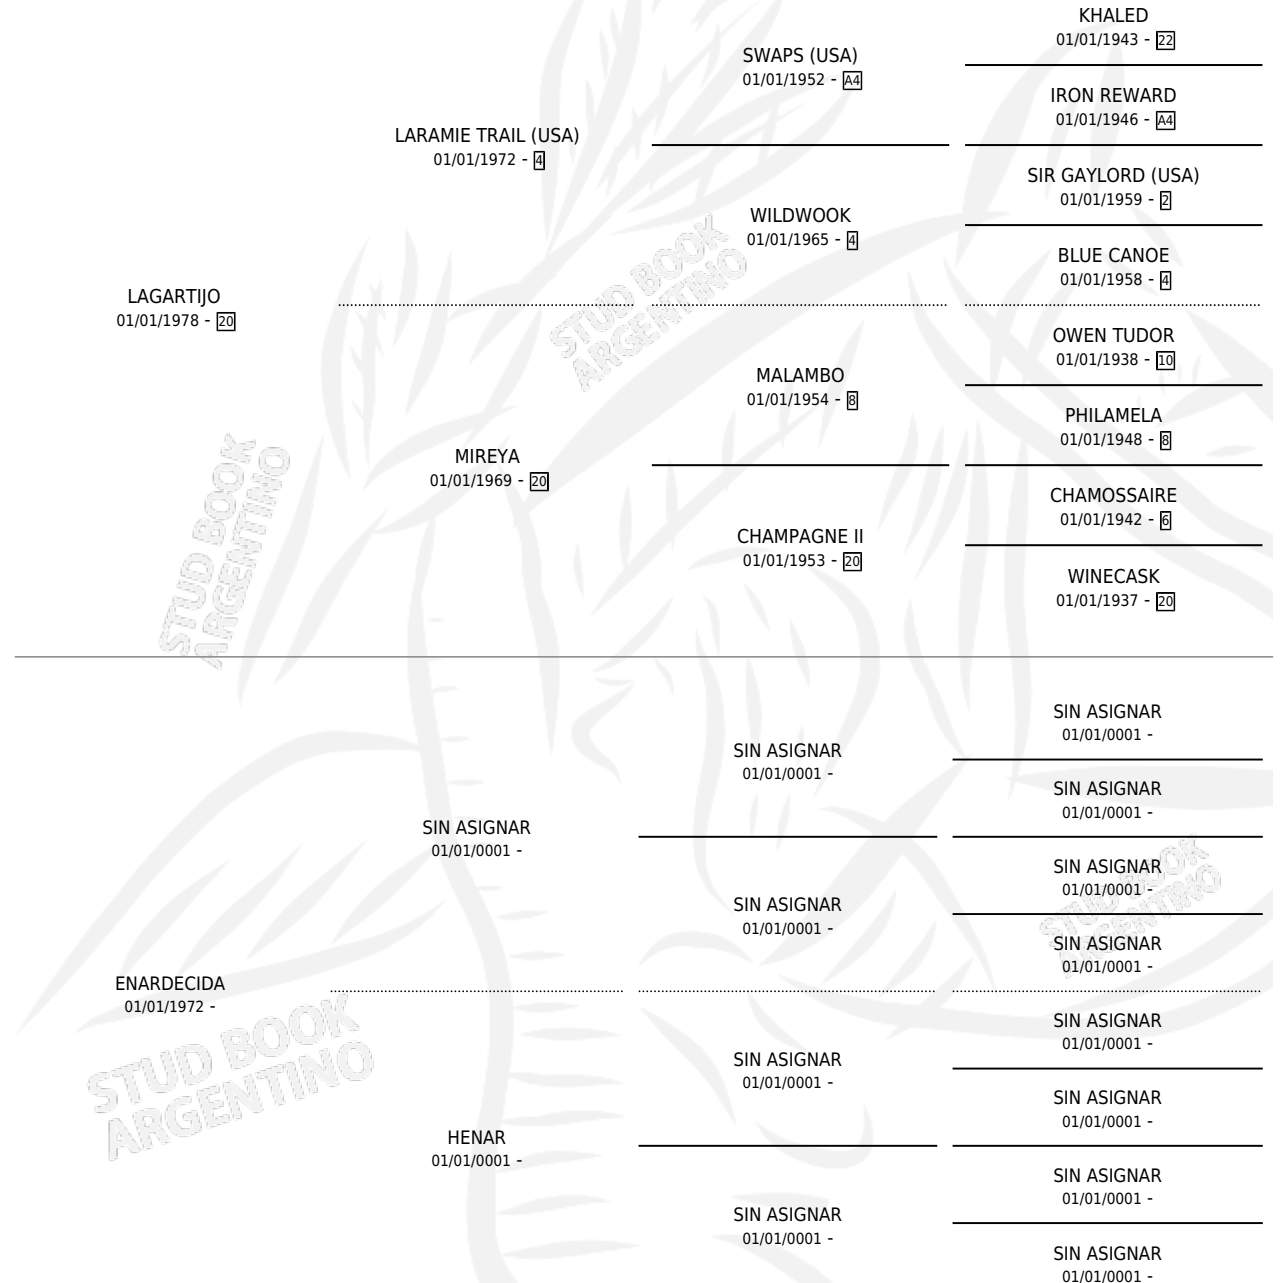 KHALED
01/01/1943 - 22
SWAPS (USA)
01/01/1952 - A4
IRON REWARD
01/01/1946 - A4
LARAMIE TRAIL (USA)
01/01/1972 - 4
SIR GAYLORD (USA)
01/01/1959 - 2
WILDWOOK
01/01/1965 - 4
BLUE CANOE
01/01/1958 - 4
LAGARTIJO
01/01/1978 - 20
OWEN TUDOR
01/01/1938 - 10
MALAMBO
01/01/1954 - 8
PHILAMELA
01/01/1948 - 8
MIREYA
01/01/1969 - 20
CHAMOSSAIRE
01/01/1942 - 6
CHAMPAGNE II
01/01/1953 - 20
WINECASK
01/01/1937 - 20
STUD BOOK
ARGENTINO
STUD BOOK
ARGENTINO
SIN ASIGNAR
01/01/0001 -
SIN ASIGNAR
01/01/0001 -
SIN ASIGNAR
01/01/0001 -
SIN ASIGNAR
01/01/0001 -
SIN ASIGNAR
01/01/0001 -
SIN ASIGNAR
01/01/0001 -
SIN ASIGNAR
01/01/0001 -
ENARDECIDA
01/01/1972 -
SIN ASIGNAR
01/01/0001 -
SIN ASIGNAR
01/01/0001 -
SIN ASIGNAR
01/01/0001 -
HENAR
01/01/0001 -
SIN ASIGNAR
01/01/0001 -
SIN ASIGNAR
01/01/0001 -
SIN ASIGNAR
01/01/0001 -
STUD BOOK
ARGENTINO
STUD BOOK
ARGENTINO